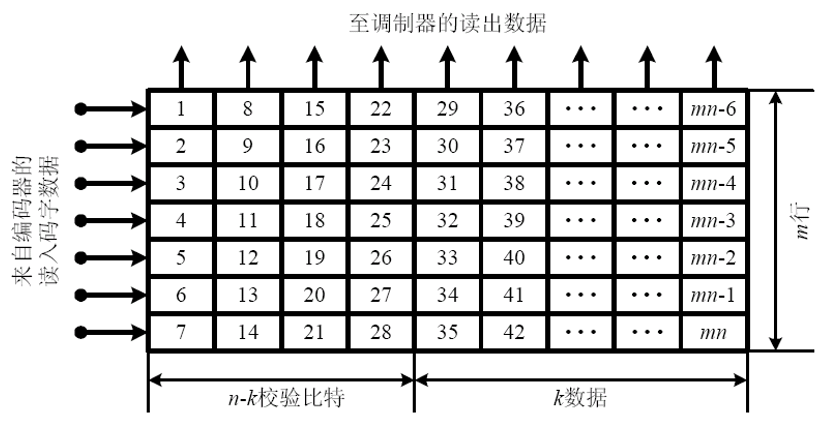 至调制器的读出数据
来自编码器的
读入码字数据
1 8 15 22 29 36 ··· ··· mn-6
2 9 16 23 30 37 ··· ··· mn-5
3 10 17 24 31 38 ··· ··· mn-4
4 11 18 25 32 39 ··· ··· mn-3
5 12 19 26 33 40 ··· ··· mn-2
6 13 20 27 34 41 ··· ··· mn-1
7 14 21 28 35 42 ··· ··· mn
m行
n-k校验比特
k数据